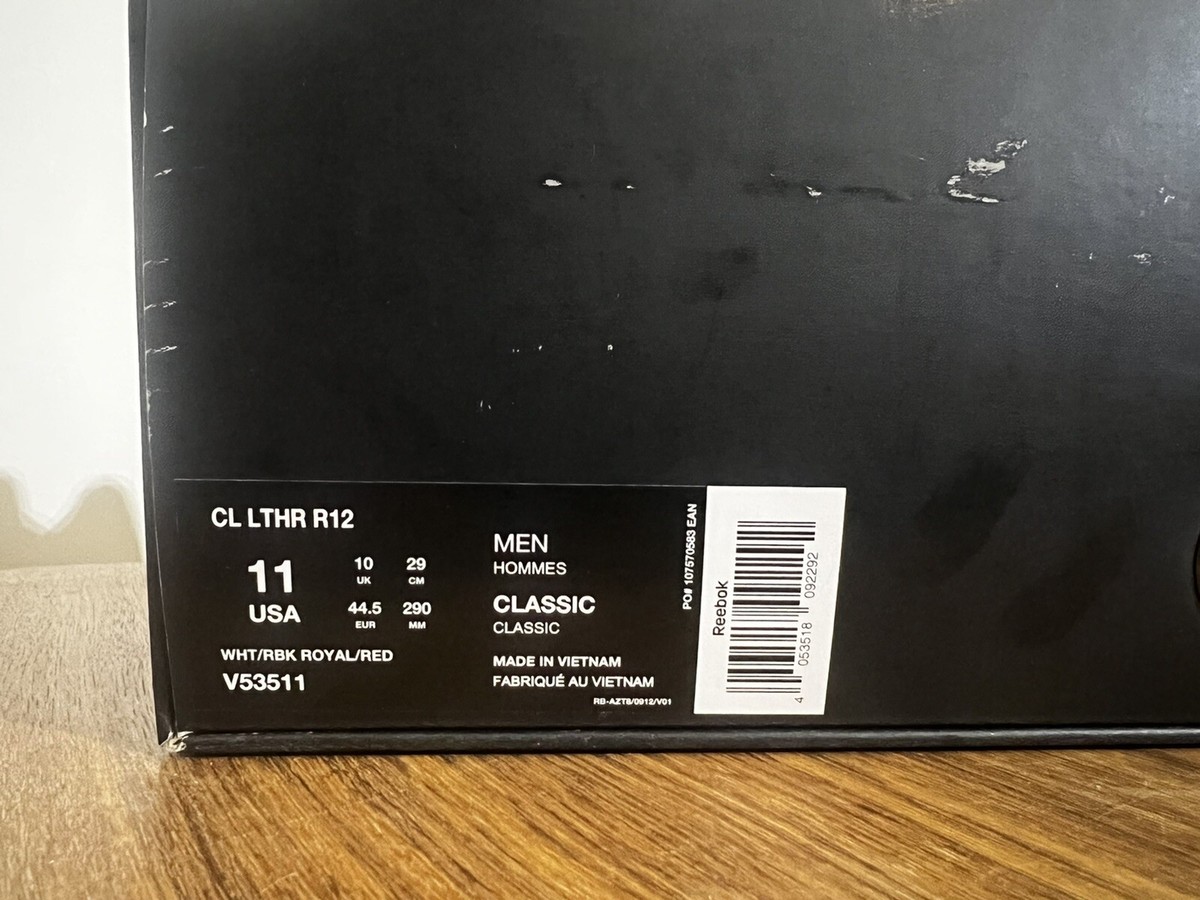 CL LTHR R12
11
USA
10
UK
29
CM
44.5
EUR
290
MM
WHT/RBK ROYAL/RED
V53511
MEN
HOMMES
CLASSIC
CLASSIC
MADE IN VIETNAM
FABRIQUÉ AU VIETNAM
RB-AZT8/0912/V01
PO# 107570583 EAN
Reebok
4 053518 092292